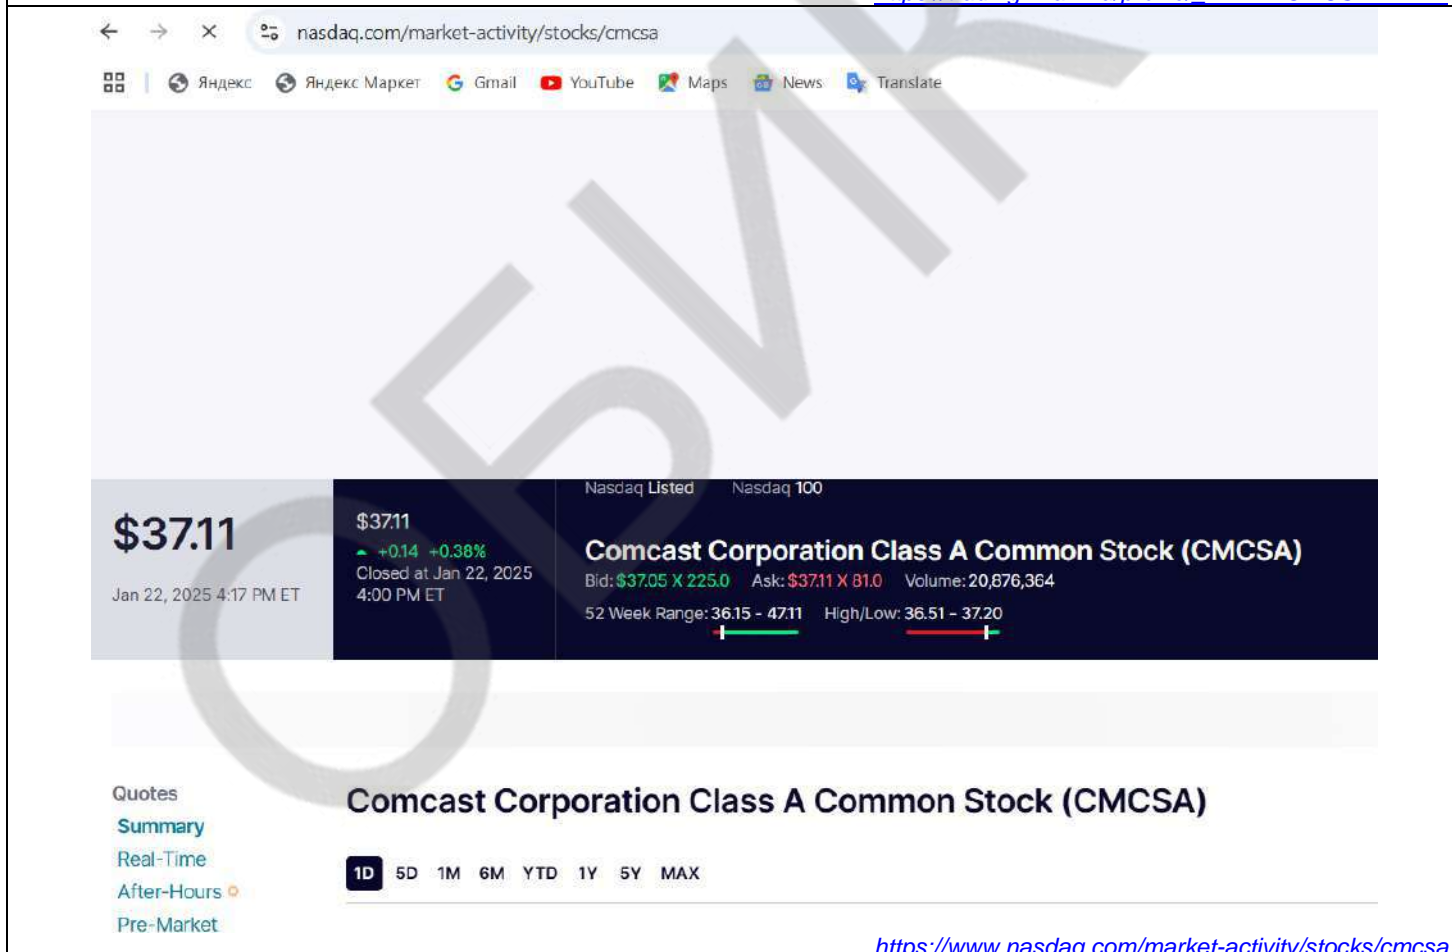 nasdaq.com/market-activity/stocks/cmcsa
Яндекс Яндекс Маркет Gmail YouTube Maps News Translate
ОБИК
Nasdaq Listed Nasdaq 100
$37.11
Jan 22, 2025 4:17 PM ET
$37.11
+0.14 +0.38%
Closed at Jan 22, 2025
4:00 PM ET
Comcast Corporation Class A Common Stock (CMCSA)
Bid: $37.05 X 225.0 Ask: $37.11 X 81.0 Volume: 20,876,364
52 Week Range: 36.15 - 47.11 High/Low: 36.51 - 37.20
Quotes
Summary
Real-Time
After-Hours
Pre-Market
Comcast Corporation Class A Common Stock (CMCSA)
1D 5D 1M 6M YTD 1Y 5Y MAX
https://www.nasdaq.com/market-activity/stocks/cmcsa